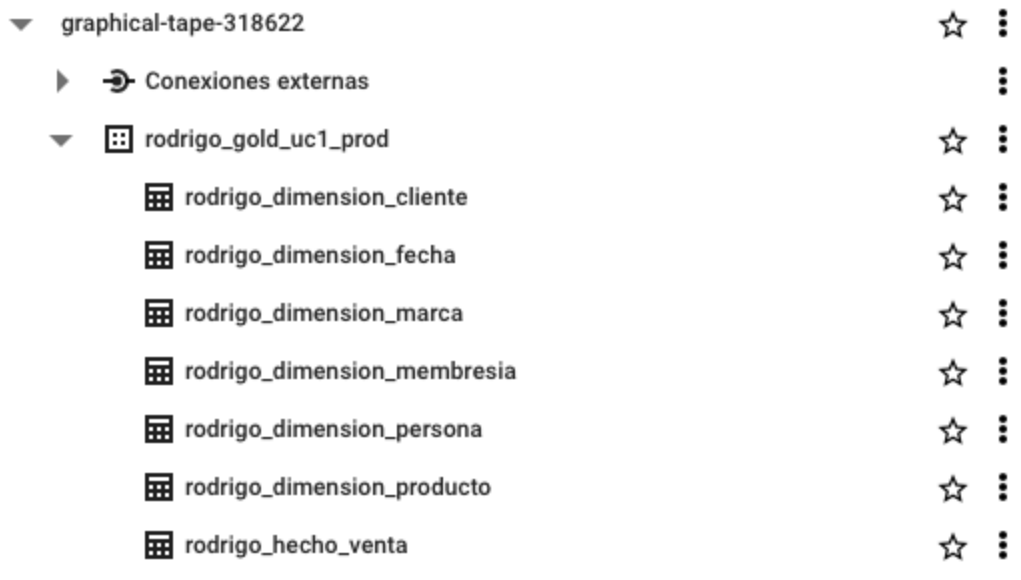 graphical-tape-318622
Conexiones externas
rodrigo_gold_uc1_prod
rodrigo_dimension_cliente
rodrigo_dimension_fecha
rodrigo_dimension_marca
rodrigo_dimension_membresia
rodrigo_dimension_persona
rodrigo_dimension_producto
rodrigo_hecho_venta